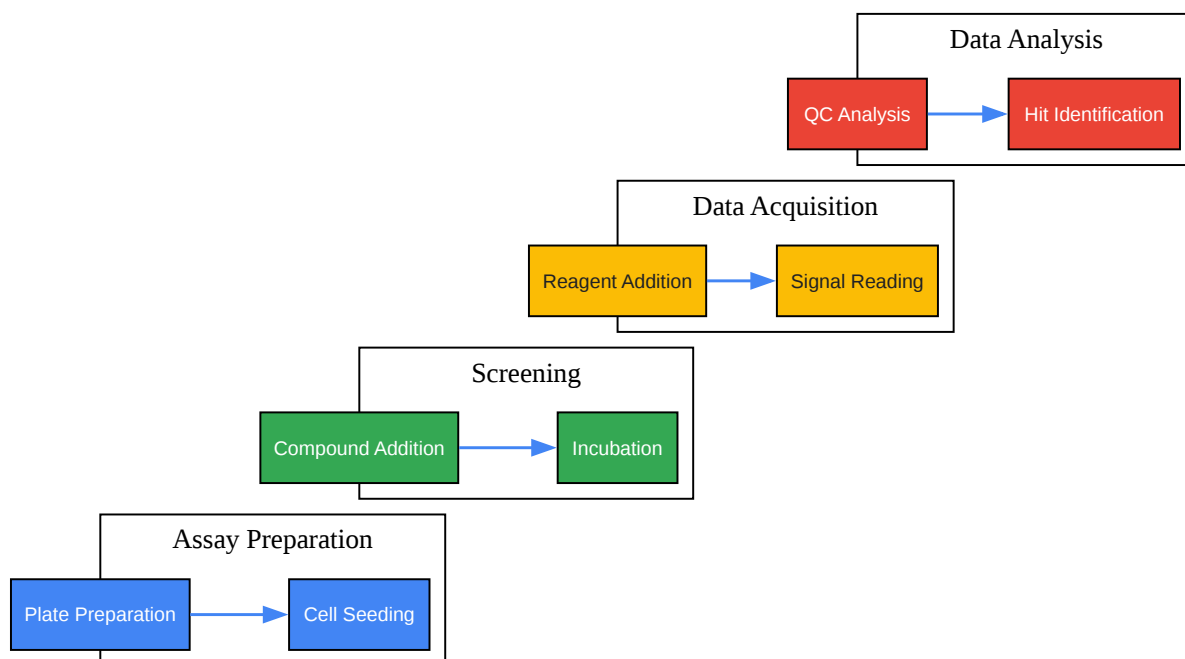 Data Analysis
QC Analysis
Hit Identification
Data Acquisition
Reagent Addition
Signal Reading
Screening
Compound Addition
Incubation
Assay Preparation
Plate Preparation
Cell Seeding